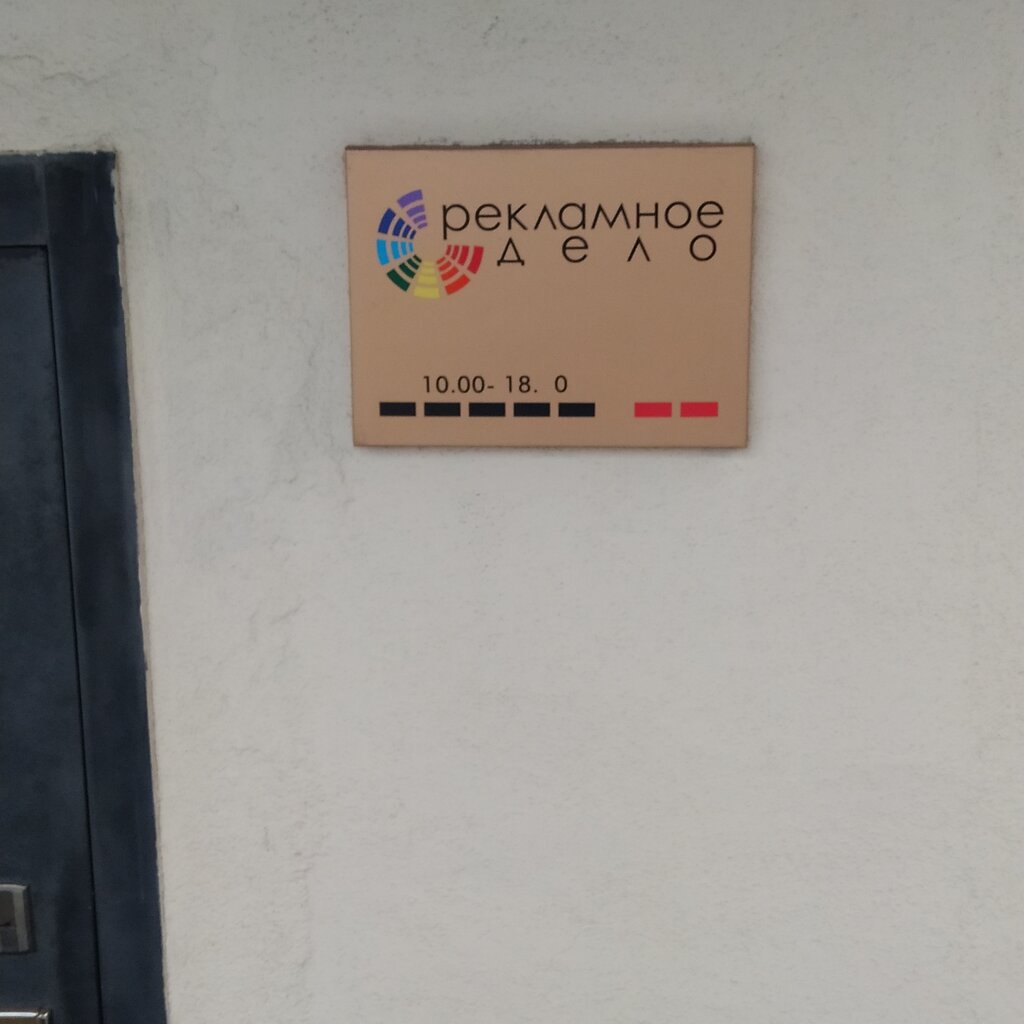 рекламное
дело
10.00- 18. 0